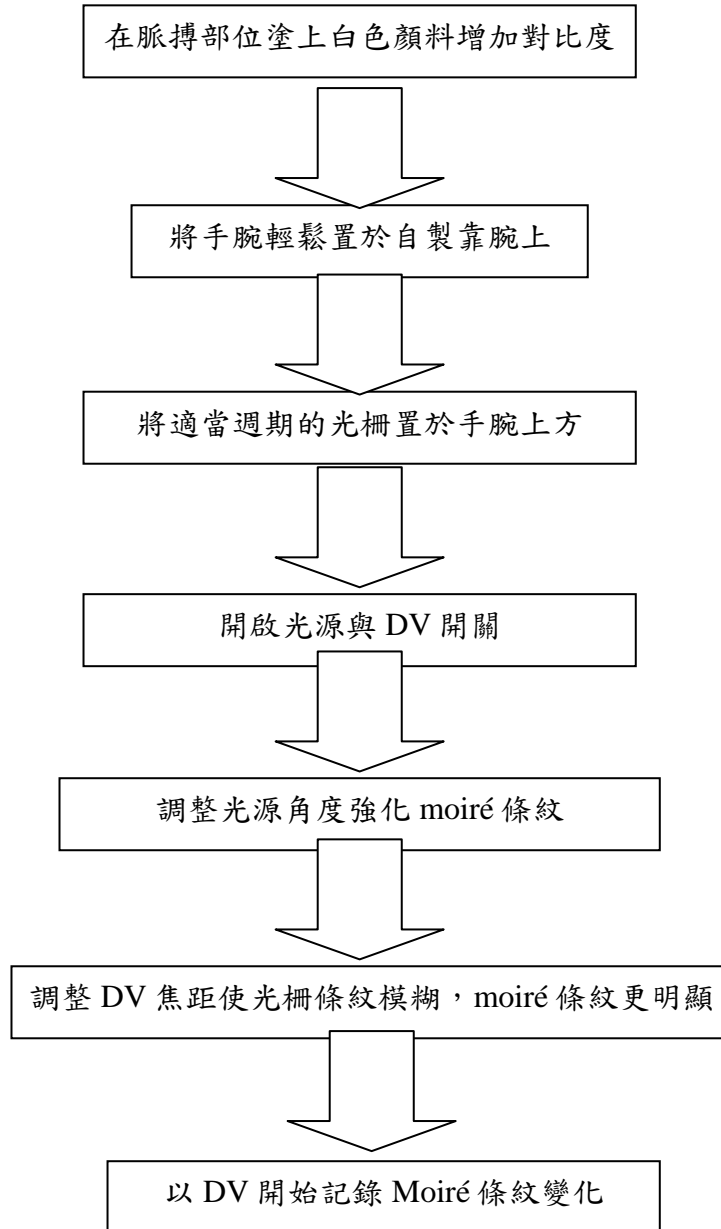 在脈搏部位塗上白色顏料增加對比度
將手腕輕鬆置於自製靠腕上
將適當週期的光柵置於手腕上方
開啟光源與 DV 開關
調整光源角度強化 moiré 條紋
調整 DV 焦距使光柵條紋模糊，moiré 條紋更明顯
以 DV 開始記錄 Moiré 條紋變化